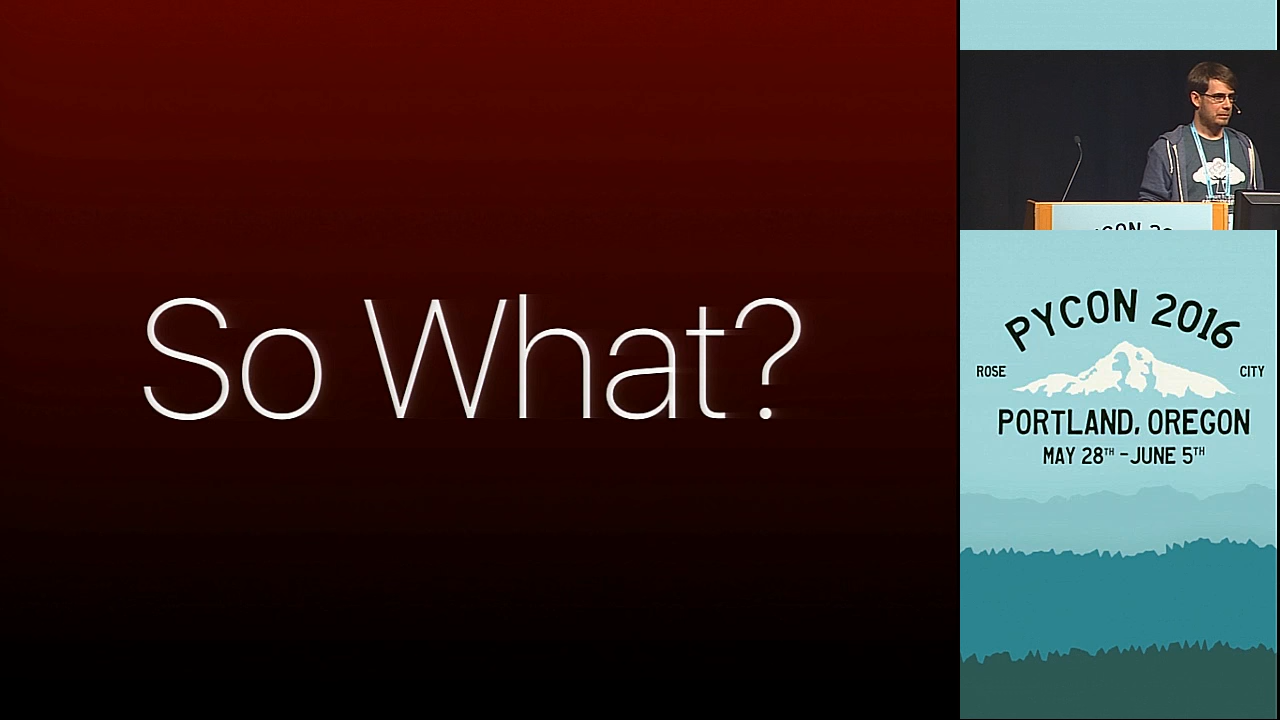 So What?
PYCON 2016
ROSE
CITY
PORTLAND, OREGON
MAY 28TH - JUNE 5TH